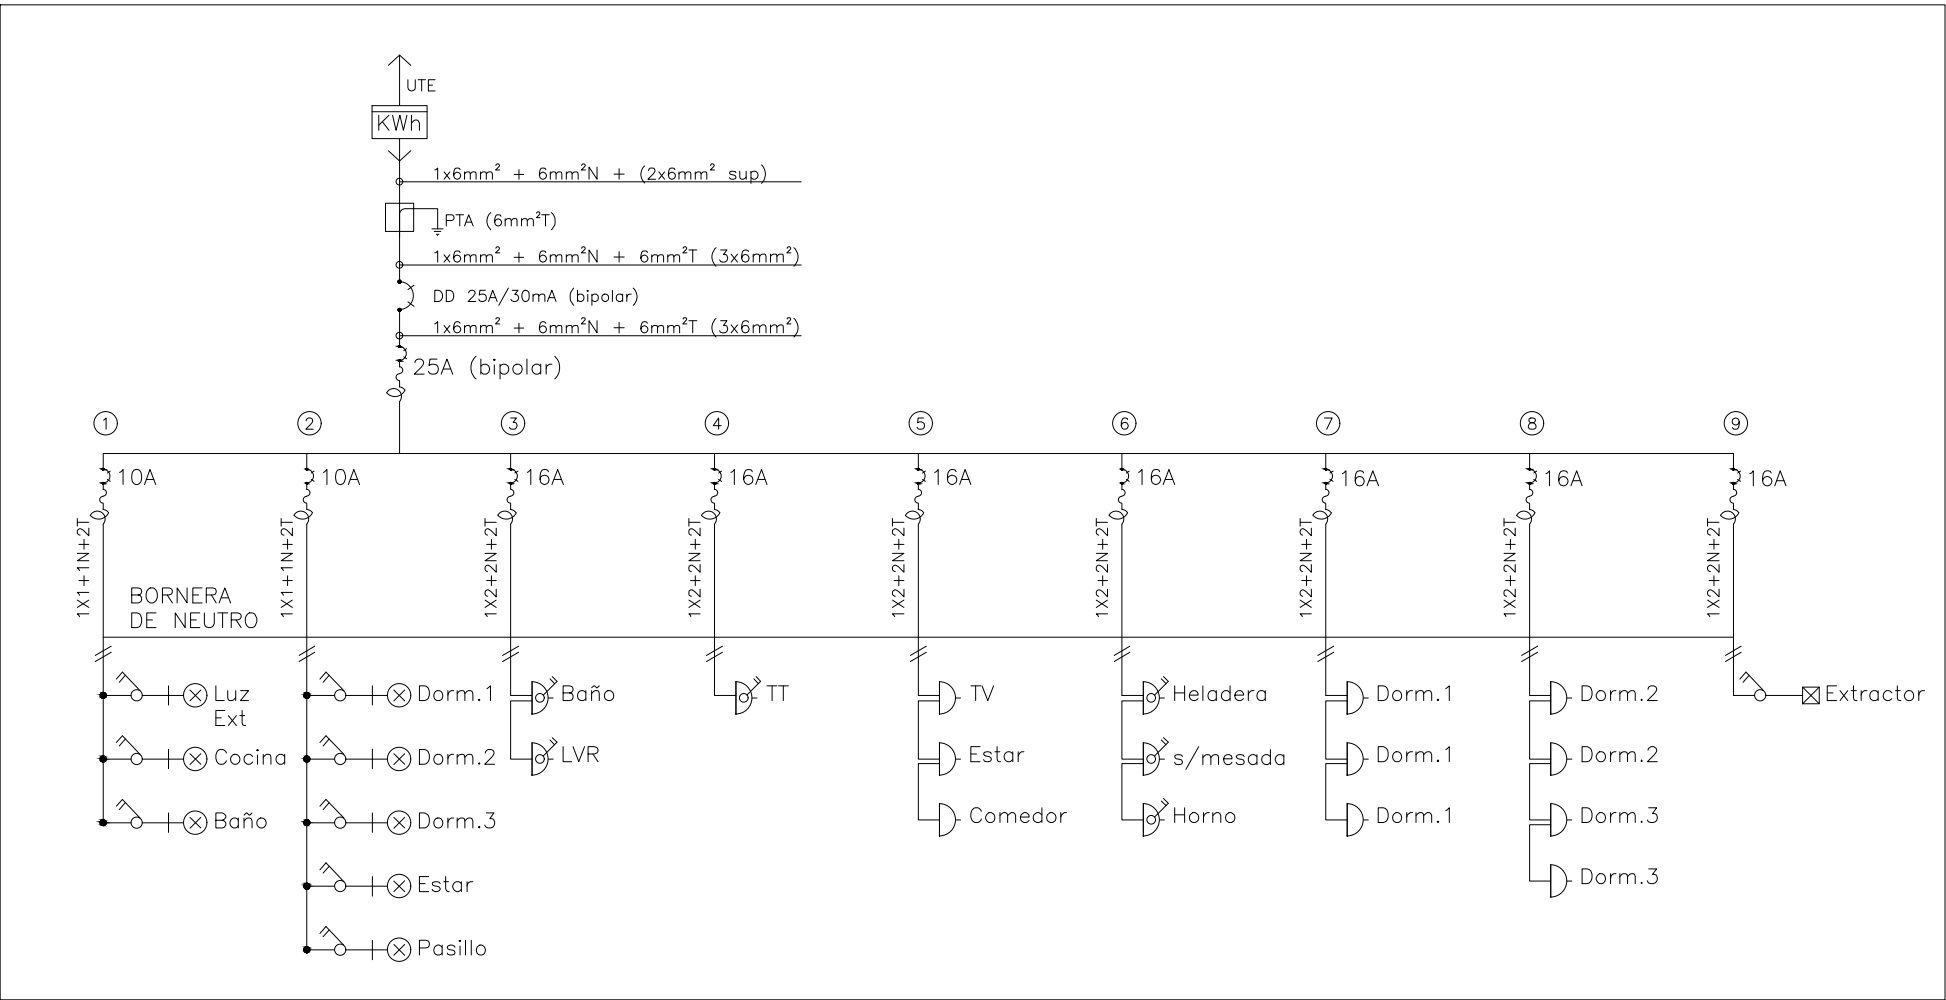 UTE
KWh
1x6mm² + 6mm²N + (2x6mm² sup)
PTA (6mm²T)
1x6mm² + 6mm²N + 6mm²T (3x6mm²)
DD 25A/30mA (bipolar)
1x6mm² + 6mm²N + 6mm²T (3x6mm²)
25A (bipolar)
1 2 3 4 5 6 7 8 9
10A 10A 16A 16A 16A 16A 16A 16A 16A
1X1+1N+2T 1X1+1N+2T 1X2+2N+2T 1X2+2N+2T 1X2+2N+2T 1X2+2N+2T 1X2+2N+2T 1X2+2N+2T 1X2+2N+2T
BORNERA
DE NEUTRO
Luz
Ext
Cocina
Baño
Dorm.1
Dorm.2
Dorm.3
Estar
Pasillo
Baño
LVR
TT
TV
Estar
Comedor
Heladera
s/mesada
Horno
Dorm.1
Dorm.1
Dorm.1
Dorm.2
Dorm.2
Dorm.3
Dorm.3
Extractor